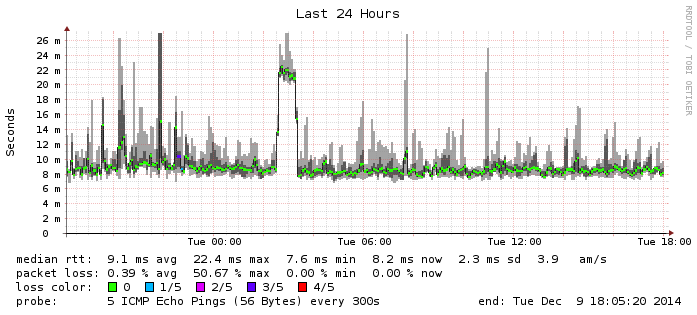 Last 24 Hours
RRDTOOL / TOBI OETIKER
Seconds
26 m
24 m
22 m
20 m
18 m
16 m
14 m
12 m
10 m
8 m
6 m
4 m
2 m
0
Tue 00:00 Tue 06:00 Tue 12:00 Tue 18:00
median rtt: 9.1 ms avg 22.4 ms max 7.6 ms min 8.2 ms now 2.3 ms sd 3.9 am/s
packet loss: 0.39 % avg 50.67 % max 0.00 % min 0.00 % now
loss color: 0 1/5 2/5 3/5 4/5
probe: 5 ICMP Echo Pings (56 Bytes) every 300s end: Tue Dec 9 18:05:20 2014